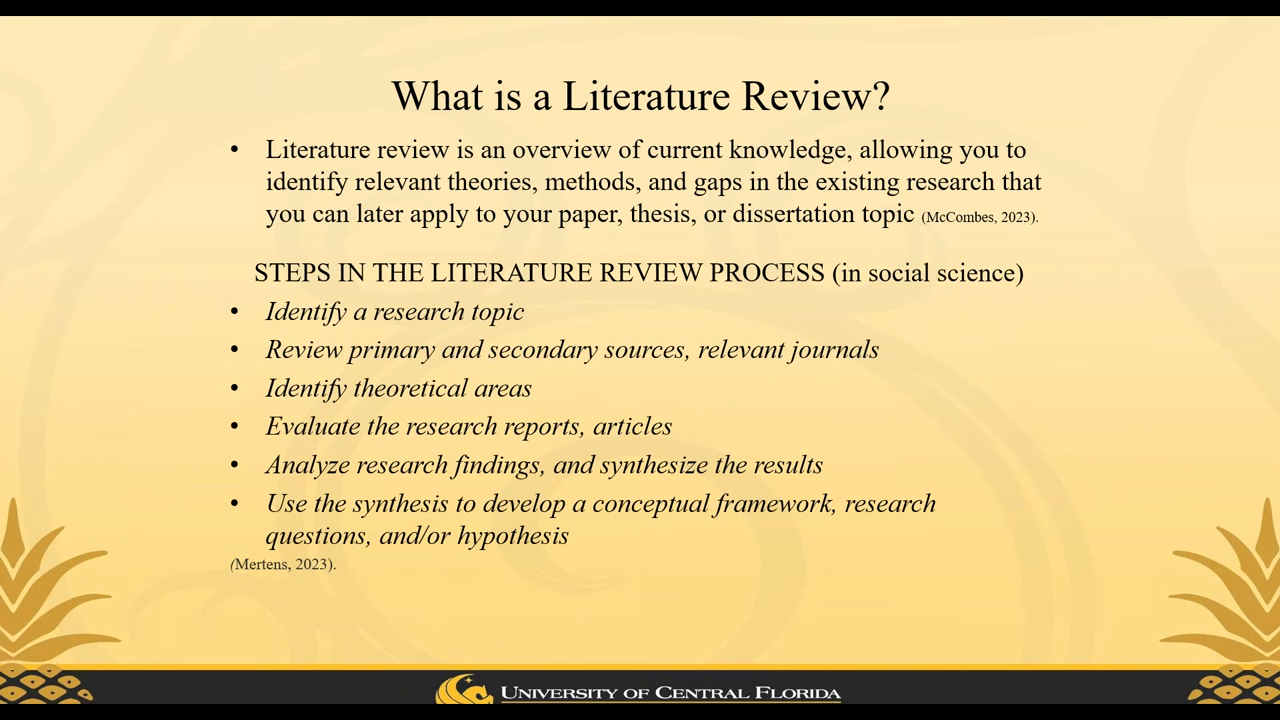 What is a Literature Review?
• Literature review is an overview of current knowledge, allowing you to
identify relevant theories, methods, and gaps in the existing research that
you can later apply to your paper, thesis, or dissertation topic (McCombes, 2023).
STEPS IN THE LITERATURE REVIEW PROCESS (in social science)
• Identify a research topic
• Review primary and secondary sources, relevant journals
• Identify theoretical areas
• Evaluate the research reports, articles
• Analyze research findings, and synthesize the results
• Use the synthesis to develop a conceptual framework, research
questions, and/or hypothesis
(Mertens, 2023).
UNIVERSITY OF CENTRAL FLORIDA